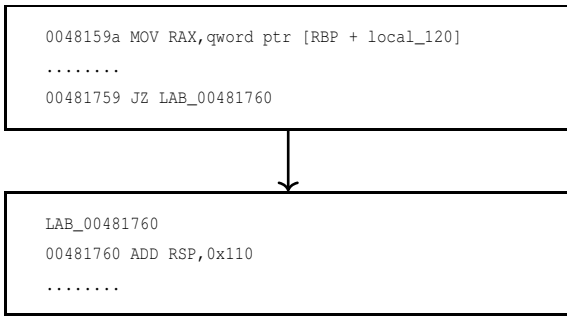 0048159a MOV RAX,qword ptr [RBP + local_120]
........
00481759 JZ LAB_00481760
LAB_00481760
00481760 ADD RSP,0x110
........